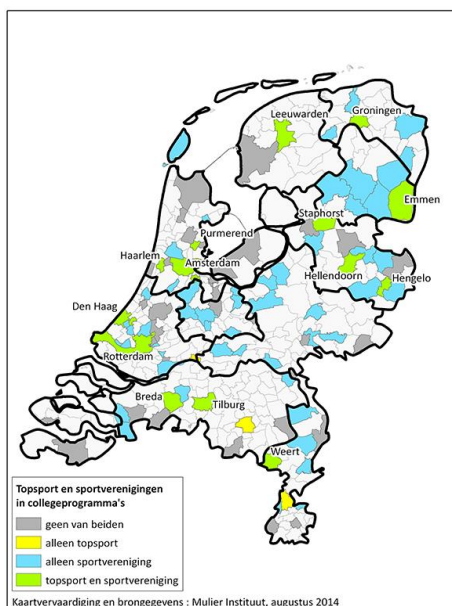 Leeuwarden
Groningen
Emmen
Staphorst
Purmerend
Haarlem
Amsterdam
Hellendoorn
Hengelo
Den Haag
Rotterdam
Breda
Tilburg
Weert
Topsport en sportverenigingen
in collegeprogramma's
geen van beiden
alleen topsport
alleen sportvereniging
topsport en sportvereniging
Kaartvervaardiging en brongegevens : Mulier Instituut, augustus 2014